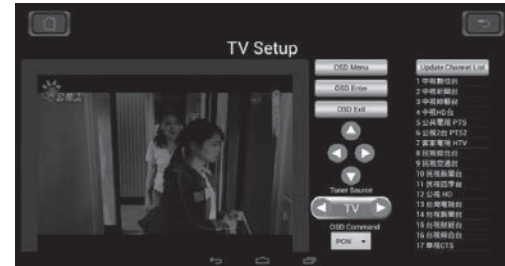 TV Setup
OSD Menu
OSD Enter
OSD Exit
Tuner Source
TV
OSD Command
PON
Update Channel List
1 中視數位台
2 中視新聞台
3 中視綜藝台
4 中視HD台
5 公共電視 PTS
6 公視2台 PTS2
7 客家電視 HTV
8 民視綜合台
9 民視交通台
10 民視新聞台
11 民視四季台
12 公視 HD
13 台灣電視台
14 台視新聞台
15 台視財經台
16 台視綜合台
17 華視CTS